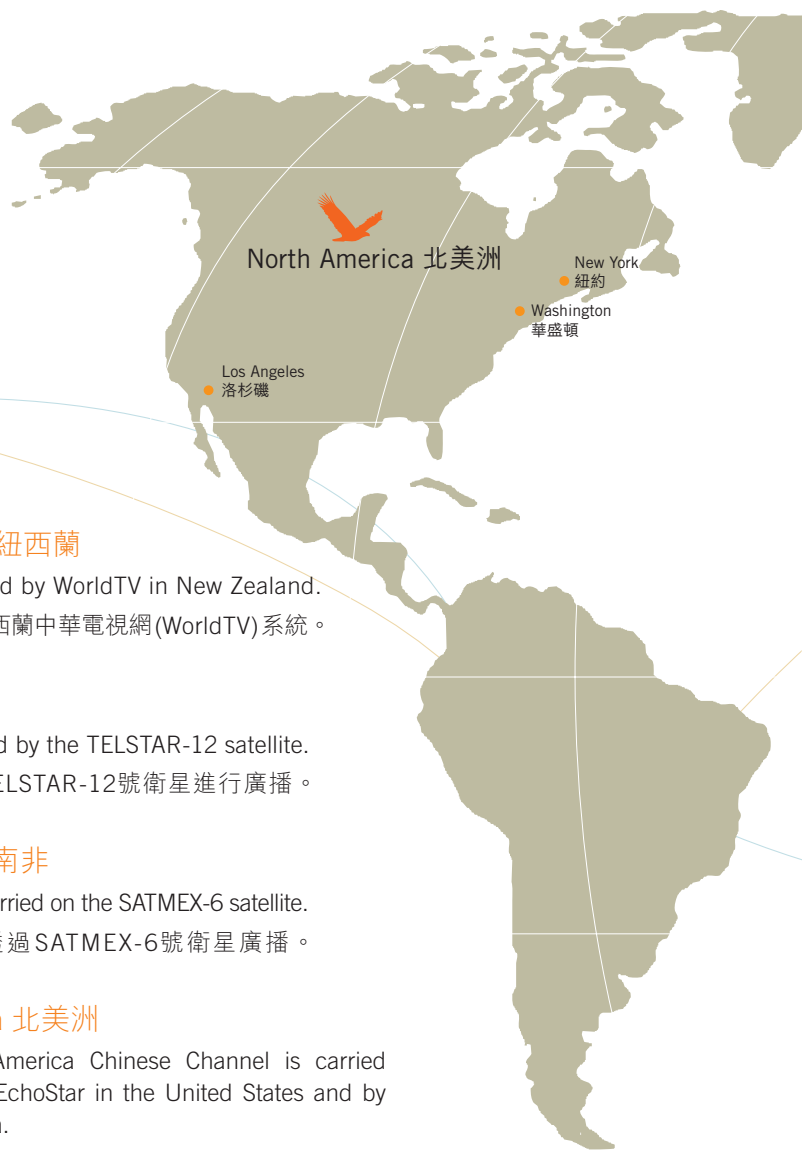 North America 北美洲
New York
紐約
Washington
華盛頓
Los Angeles
洛杉磯
紐西蘭
d by WorldTV in New Zealand.
西蘭中華電視網(WorldTV)系統。
d by the TELSTAR-12 satellite.
ELSTAR-12號衛星進行廣播。
南非
rried on the SATMEX-6 satellite.
過SATMEX-6號衛星廣播。
北美洲
America Chinese Channel is carried
EchoStar in the United States and by